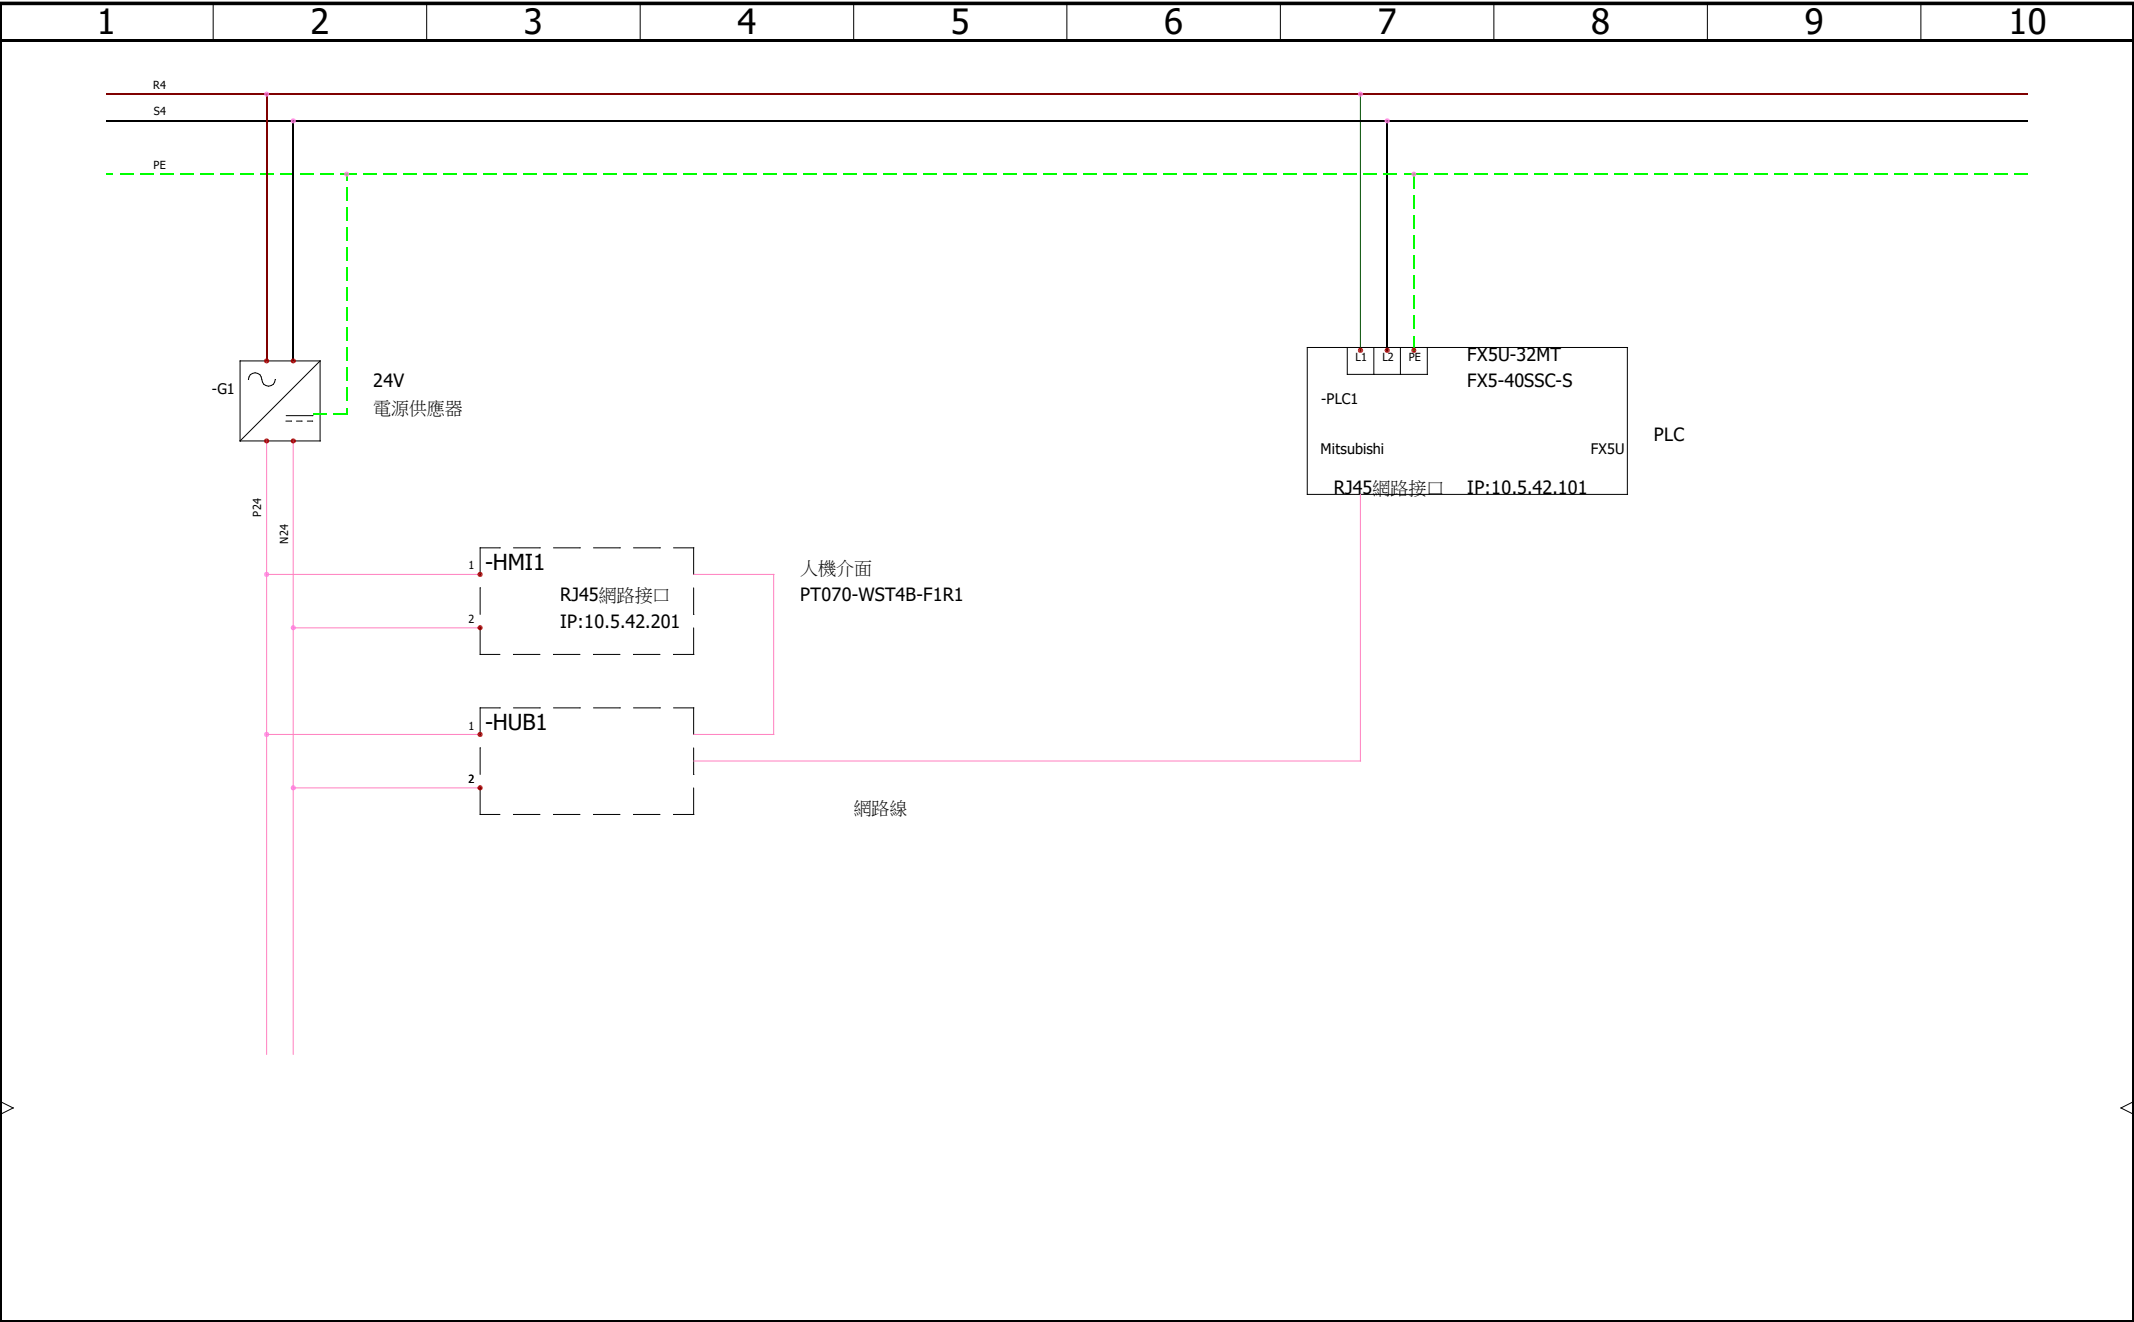 1 2 3 4 5 6 7 8 9 10
R4
S4
PE
L1 L2 PE
FX5U-32MT
FX5-40SSC-S
-G1
24V
電源供應器
-PLC1
PLC
Mitsubishi FX5U
RJ45網路接口 IP:10.5.42.101
P24
N24
1 -HMI1
人機介面
RJ45網路接口
PT070-WST4B-F1R1
2 IP:10.5.42.201
1 -HUB1
2
網路線